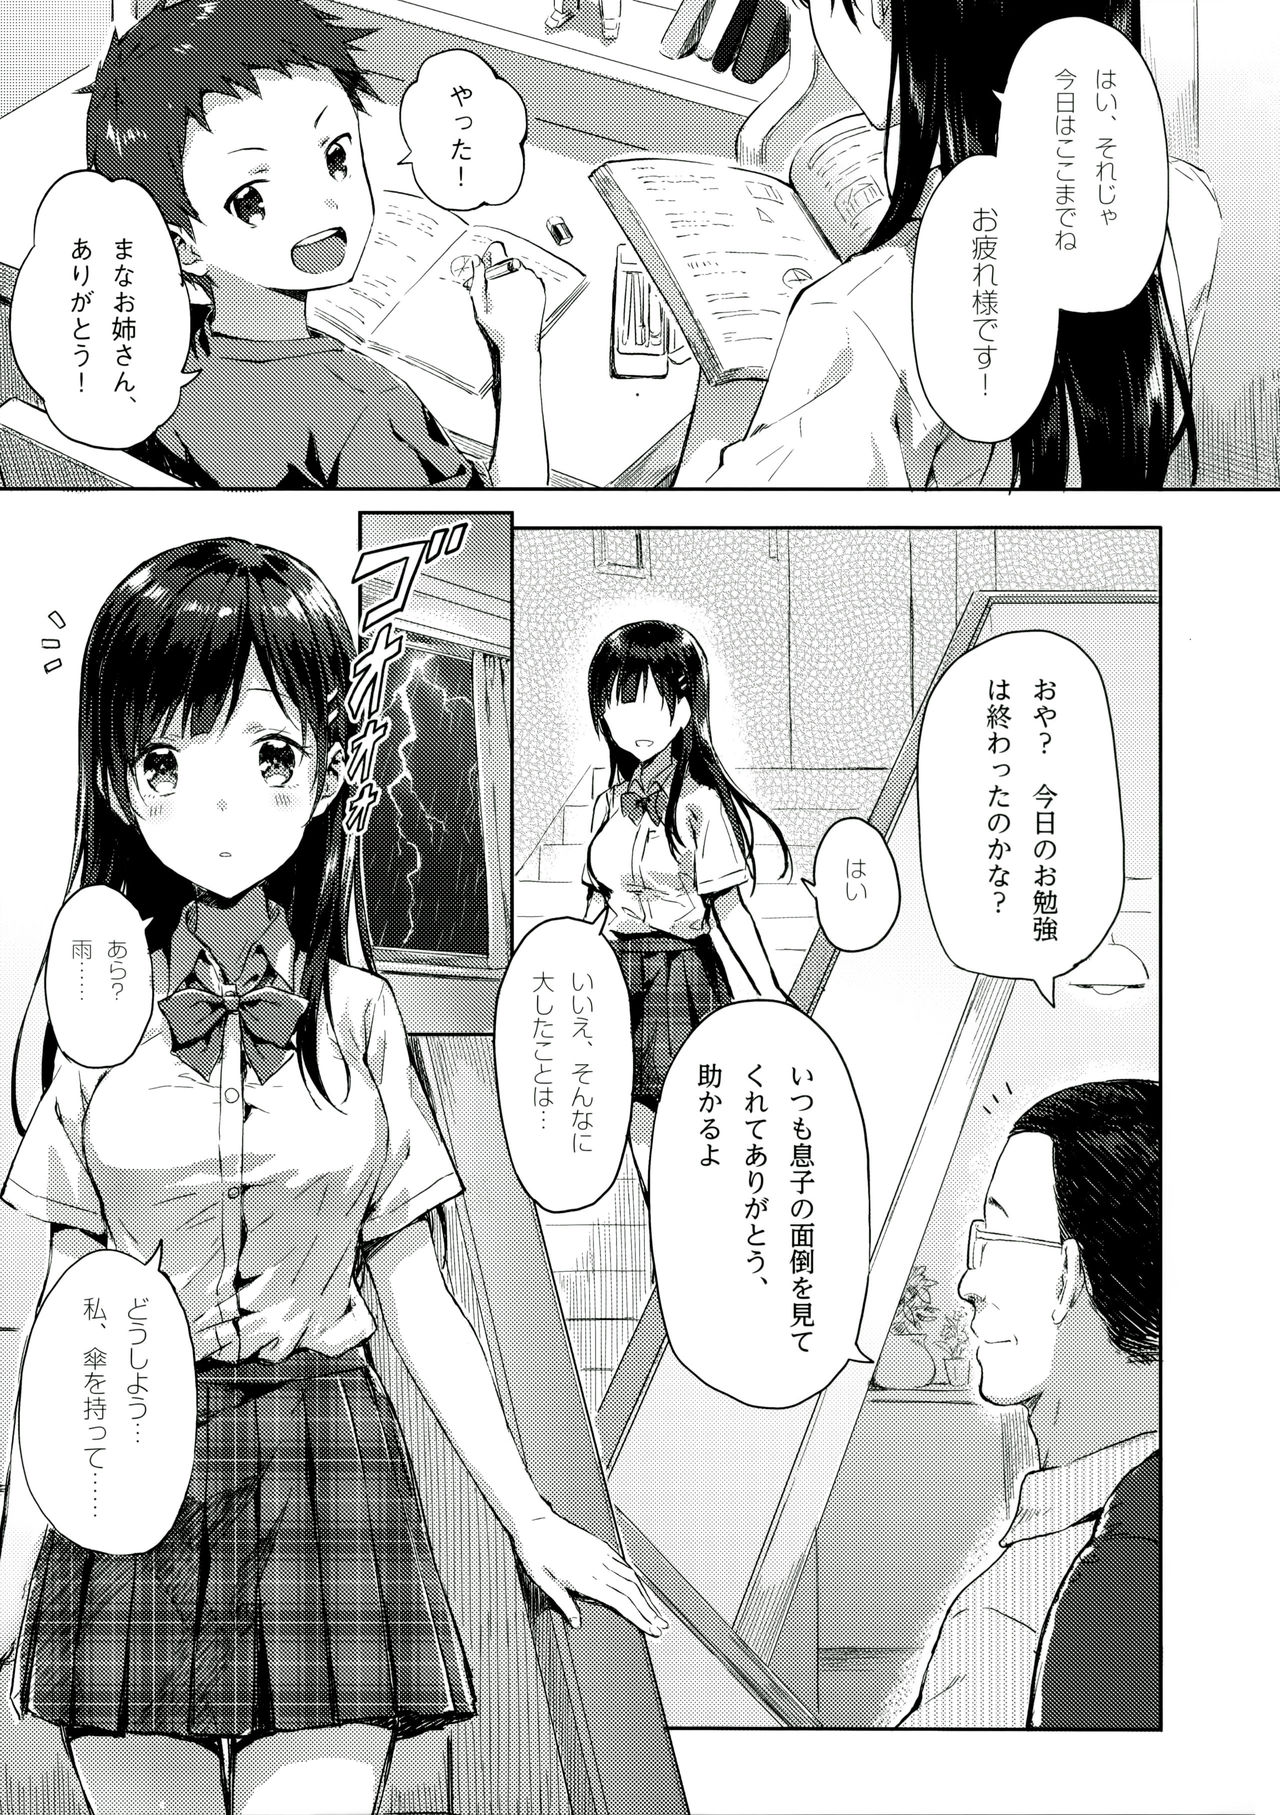 はい、それじゃ
今日はここまでね
お疲れ様です！
やった！
まなお姉さん、
ありがとう！
おや？　今日のお勉強
は終わったのかな？
はい
いつも息子の面倒を見て
くれてありがとう、
助かるよ
いいえ、そんなに
大したことは…
ゴオオオォォ
あら？
雨……
どうしよう…
私、傘を持って……